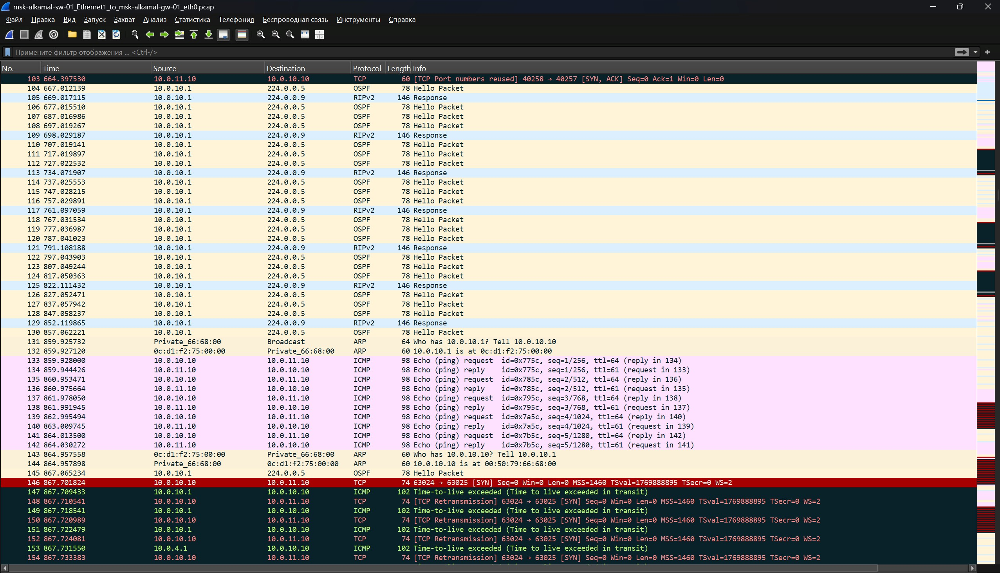 msk-alkamal-sw-01_Ethernet1_to_msk-alkamal-gw-01_eth0.pcap
Файл Правка Вид Запуск Захват Анализ Статистика Телефония Беспроводная связь Инструменты Справка
Примените фильтр отображения ... <Ctrl-/>
No. Time Source Destination Protocol Length Info
103 664.397530 10.0.11.10 10.0.10.10 TCP 60 [TCP Port numbers reused] 40258 → 40257 [SYN, ACK] Seq=0 Ack=1 Win=0 Len=0
104 667.012139 10.0.10.1 224.0.0.5 OSPF 78 Hello Packet
105 669.017115 10.0.10.1 224.0.0.9 RIPv2 146 Response
106 677.015510 10.0.10.1 224.0.0.5 OSPF 78 Hello Packet
107 687.016986 10.0.10.1 224.0.0.5 OSPF 78 Hello Packet
108 697.019267 10.0.10.1 224.0.0.5 OSPF 78 Hello Packet
109 698.029187 10.0.10.1 224.0.0.9 RIPv2 146 Response
110 707.019141 10.0.10.1 224.0.0.5 OSPF 78 Hello Packet
111 717.019897 10.0.10.1 224.0.0.5 OSPF 78 Hello Packet
112 727.022532 10.0.10.1 224.0.0.5 OSPF 78 Hello Packet
113 734.071907 10.0.10.1 224.0.0.9 RIPv2 146 Response
114 737.025553 10.0.10.1 224.0.0.5 OSPF 78 Hello Packet
115 747.028215 10.0.10.1 224.0.0.5 OSPF 78 Hello Packet
116 757.029891 10.0.10.1 224.0.0.5 OSPF 78 Hello Packet
117 761.097059 10.0.10.1 224.0.0.9 RIPv2 146 Response
118 767.031534 10.0.10.1 224.0.0.5 OSPF 78 Hello Packet
119 777.036987 10.0.10.1 224.0.0.5 OSPF 78 Hello Packet
120 787.041023 10.0.10.1 224.0.0.5 OSPF 78 Hello Packet
121 791.108188 10.0.10.1 224.0.0.9 RIPv2 146 Response
122 797.043903 10.0.10.1 224.0.0.5 OSPF 78 Hello Packet
123 807.049244 10.0.10.1 224.0.0.5 OSPF 78 Hello Packet
124 817.050363 10.0.10.1 224.0.0.5 OSPF 78 Hello Packet
125 822.111432 10.0.10.1 224.0.0.9 RIPv2 146 Response
126 827.052471 10.0.10.1 224.0.0.5 OSPF 78 Hello Packet
127 837.057942 10.0.10.1 224.0.0.5 OSPF 78 Hello Packet
128 847.058237 10.0.10.1 224.0.0.5 OSPF 78 Hello Packet
129 852.119865 10.0.10.1 224.0.0.9 RIPv2 146 Response
130 857.062221 10.0.10.1 224.0.0.5 OSPF 78 Hello Packet
131 859.925732 Private_66:68:00 Broadcast ARP 64 Who has 10.0.10.1? Tell 10.0.10.10
132 859.927120 0c:d1:f2:75:00:00 Private_66:68:00 ARP 60 10.0.10.1 is at 0c:d1:f2:75:00:00
133 859.928000 10.0.10.10 10.0.11.10 ICMP 98 Echo (ping) request id=0x775c, seq=1/256, ttl=64 (reply in 134)
134 859.944426 10.0.11.10 10.0.10.10 ICMP 98 Echo (ping) reply id=0x775c, seq=1/256, ttl=61 (request in 133)
135 860.953471 10.0.10.10 10.0.11.10 ICMP 98 Echo (ping) request id=0x785c, seq=2/512, ttl=64 (reply in 136)
136 860.975664 10.0.11.10 10.0.10.10 ICMP 98 Echo (ping) reply id=0x785c, seq=2/512, ttl=61 (request in 135)
137 861.978050 10.0.10.10 10.0.11.10 ICMP 98 Echo (ping) request id=0x795c, seq=3/768, ttl=64 (reply in 138)
138 861.991945 10.0.11.10 10.0.10.10 ICMP 98 Echo (ping) reply id=0x795c, seq=3/768, ttl=61 (request in 137)
139 862.995494 10.0.10.10 10.0.11.10 ICMP 98 Echo (ping) request id=0x7a5c, seq=4/1024, ttl=64 (reply in 140)
140 863.009745 10.0.11.10 10.0.10.10 ICMP 98 Echo (ping) reply id=0x7a5c, seq=4/1024, ttl=61 (request in 139)
141 864.013500 10.0.10.10 10.0.11.10 ICMP 98 Echo (ping) request id=0x7b5c, seq=5/1280, ttl=64 (reply in 142)
142 864.030272 10.0.11.10 10.0.10.10 ICMP 98 Echo (ping) reply id=0x7b5c, seq=5/1280, ttl=61 (request in 141)
143 864.957558 0c:d1:f2:75:00:00 Private_66:68:00 ARP 60 Who has 10.0.10.10? Tell 10.0.10.1
144 864.957898 Private_66:68:00 0c:d1:f2:75:00:00 ARP 60 10.0.10.10 is at 00:50:79:66:68:00
145 867.065234 10.0.10.1 224.0.0.5 OSPF 78 Hello Packet
146 867.701824 10.0.10.10 10.0.11.10 TCP 74 63024 → 63025 [SYN] Seq=0 Win=0 Len=0 MSS=1460 TSval=1769888895 TSecr=0 WS=2
147 867.709433 10.0.10.1 10.0.10.10 ICMP 102 Time-to-live exceeded (Time to live exceeded in transit)
148 867.710541 10.0.10.10 10.0.11.10 TCP 74 [TCP Retransmission] 63024 → 63025 [SYN] Seq=0 Win=0 Len=0 MSS=1460 TSval=1769888895 TSecr=0 WS=2
149 867.718541 10.0.10.1 10.0.10.10 ICMP 102 Time-to-live exceeded (Time to live exceeded in transit)
150 867.720989 10.0.10.10 10.0.11.10 TCP 74 [TCP Retransmission] 63024 → 63025 [SYN] Seq=0 Win=0 Len=0 MSS=1460 TSval=1769888895 TSecr=0 WS=2
151 867.722479 10.0.10.1 10.0.10.10 ICMP 102 Time-to-live exceeded (Time to live exceeded in transit)
152 867.724081 10.0.10.10 10.0.11.10 TCP 74 [TCP Retransmission] 63024 → 63025 [SYN] Seq=0 Win=0 Len=0 MSS=1460 TSval=1769888895 TSecr=0 WS=2
153 867.731550 10.0.4.1 10.0.10.10 ICMP 102 Time-to-live exceeded (Time to live exceeded in transit)
154 867.733383 10.0.10.10 10.0.11.10 TCP 74 [TCP Retransmission] 63024 → 63025 [SYN] Seq=0 Win=0 Len=0 MSS=1460 TSval=1769888895 TSecr=0 WS=2